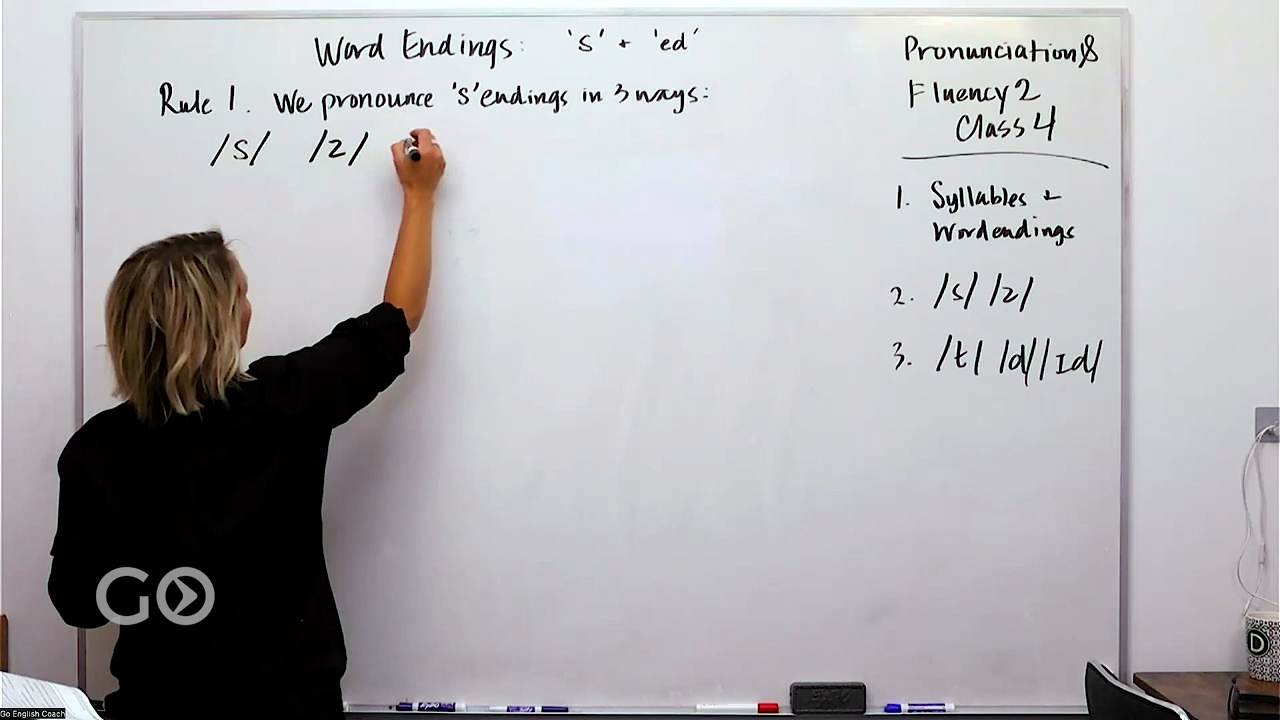 Word Endings: 's' + 'ed'
Rule 1. We pronounce 's' endings in 3 ways:
/s/ /z/
Pronunciation &
Fluency 2
Class 4
1. Syllables +
Word endings
2. /s/ /z/
3. /t/ /d/ /Id/
GO
D
Go English Coach